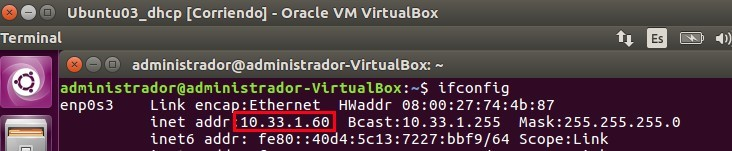 Ubuntu03_dhcp [Corriendo] - Oracle VM VirtualBox
Terminal
Es
administrador@administrador-VirtualBox: ~
administrador@administrador-VirtualBox:~$ ifconfig
enp0s3 Link encap:Ethernet HWaddr 08:00:27:74:4b:87
inet addr:10.33.1.60 Bcast:10.33.1.255 Mask:255.255.255.0
inet6 addr: fe80::40d4:5c13:7227:bbf9/64 Scope:Link